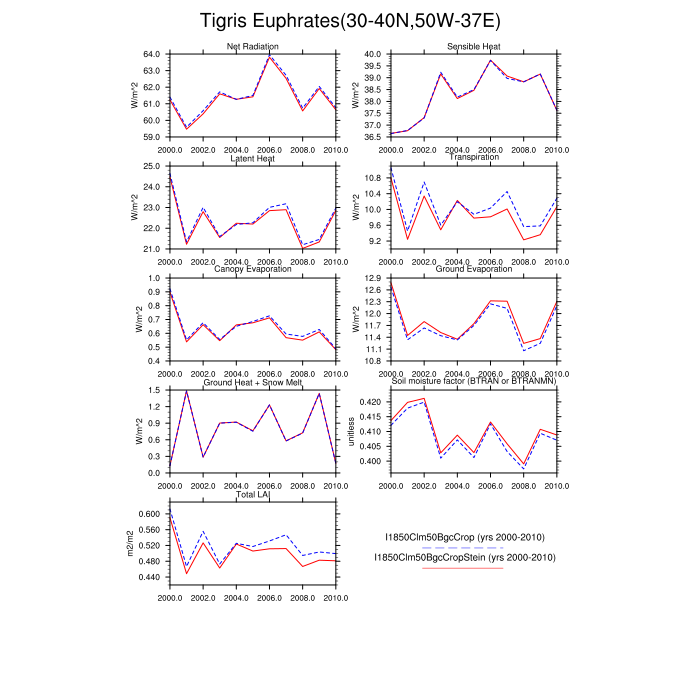 Tigris Euphrates(30-40N,50W-37E)
Net Radiation
W/m^2
64.0
63.0
62.0
61.0
60.0
59.0
2000.0 2002.0 2004.0 2006.0 2008.0 2010.0
Sensible Heat
W/m^2
40.0
39.5
39.0
38.5
38.0
37.5
37.0
36.5
2000.0 2002.0 2004.0 2006.0 2008.0 2010.0
Latent Heat
W/m^2
25.0
24.0
23.0
22.0
21.0
2000.0 2002.0 2004.0 2006.0 2008.0 2010.0
Transpiration
W/m^2
10.8
10.4
10.0
9.6
9.2
2000.0 2002.0 2004.0 2006.0 2008.0 2010.0
Canopy Evaporation
W/m^2
1.0
0.9
0.8
0.7
0.6
0.5
0.4
2000.0 2002.0 2004.0 2006.0 2008.0 2010.0
Ground Evaporation
W/m^2
12.9
12.6
12.3
12.0
11.7
11.4
11.1
10.8
2000.0 2002.0 2004.0 2006.0 2008.0 2010.0
Ground Heat + Snow Melt
W/m^2
1.5
1.2
0.9
0.6
0.3
0.0
2000.0 2002.0 2004.0 2006.0 2008.0 2010.0
Soil moisture factor (BTRAN or BTRANMN)
unitless
0.420
0.415
0.410
0.405
0.400
2000.0 2002.0 2004.0 2006.0 2008.0 2010.0
Total LAI
m2/m2
0.600
0.560
0.520
0.480
0.440
2000.0 2002.0 2004.0 2006.0 2008.0 2010.0
I1850Clm50BgcCrop (yrs 2000-2010)
I1850Clm50BgcCropStein (yrs 2000-2010)